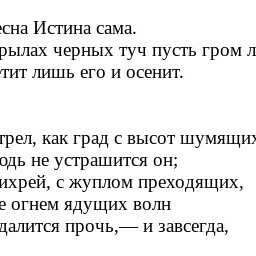 есна Истина сама.
рылах черных туч пусть гром л
тит лишь его и осенит.
трел, как град с высот шумящих
юдь не устрашится он;
ихрей, с жуплом преходящих,
е огнем ядущих волн
далится прочь,— и завсегда,